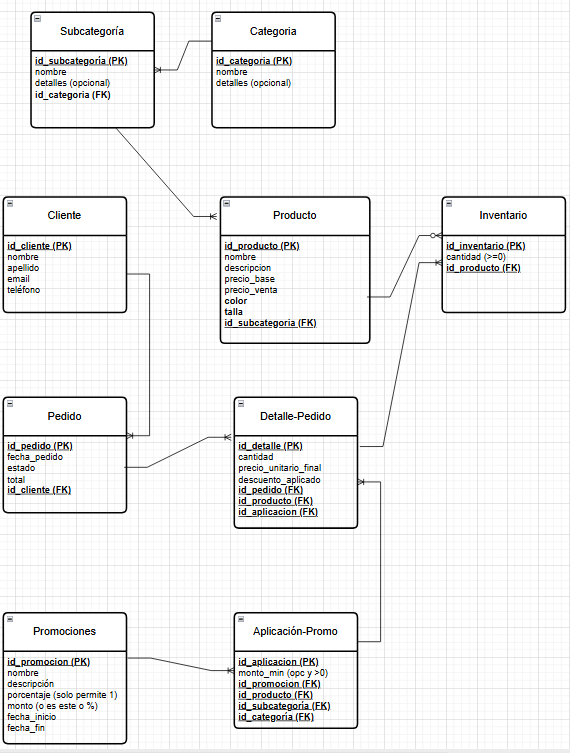 Subcategoría
id_subcategoría (PK)
nombre
detalles (opcional)
id_categoria (FK)
Categoria
id_categoria (PK)
nombre
detalles (opcional)
Cliente
id_cliente (PK)
nombre
apellido
email
teléfono
Producto
id_producto (PK)
nombre
descripcion
precio_base
precio_venta
color
talla
id_subcategoria (FK)
Inventario
id_inventario (PK)
cantidad (>=0)
id_producto (FK)
Pedido
id_pedido (PK)
fecha_pedido
estado
total
id_cliente (FK)
Detalle-Pedido
id_detalle (PK)
cantidad
precio_unitario_final
descuento_aplicado
id_pedido (FK)
id_producto (FK)
id_aplicacion (FK)
Promociones
id_promocion (PK)
nombre
descripción
porcentaje (solo permite 1)
monto (o es este o %)
fecha_inicio
fecha_fin
Aplicación-Promo
id_aplicacion (PK)
monto_min (opc y >0)
id_promocion (FK)
id_producto (FK)
id_subcategoria (FK)
id_categoria (FK)